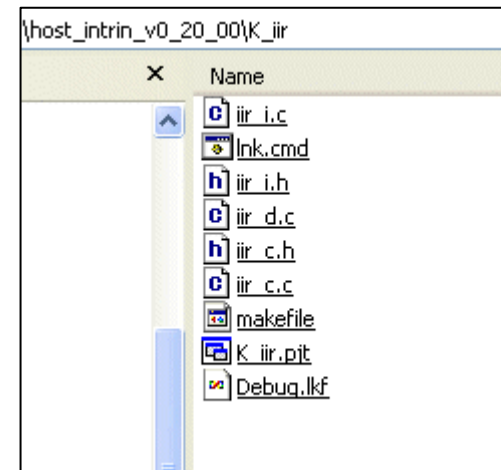 \host_intrin_v0_20_00\K_iir
× Name
iir_i.c
lnk.cmd
iir_i.h
iir_d.c
iir_c.h
iir_c.c
makefile
K_iir.pjt
Debug.lkf